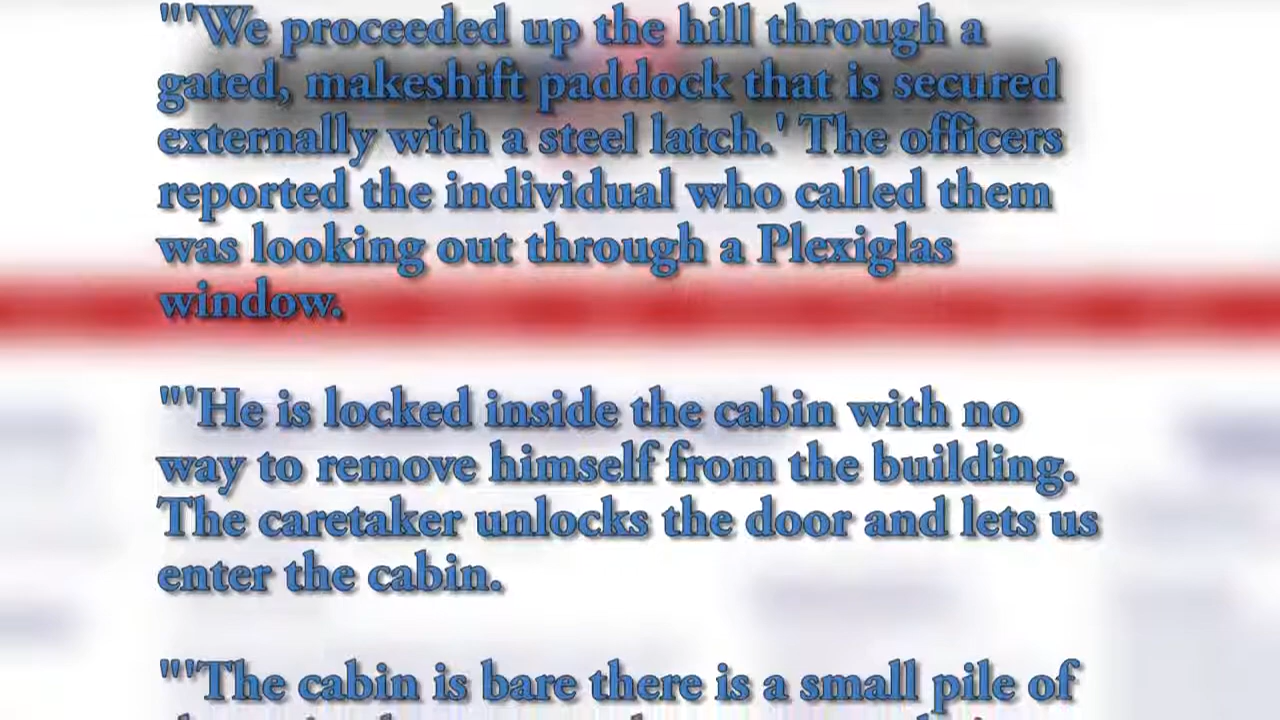 "'We proceeded up the hill through a
gated, makeshift paddock that is secured
externally with a steel latch.' The officers
reported the individual who called them
was looking out through a Plexiglas
window.
"'He is locked inside the cabin with no
way to remove himself from the building.
The caretaker unlocks the door and lets us
enter the cabin.
"'The cabin is bare there is a small pile of